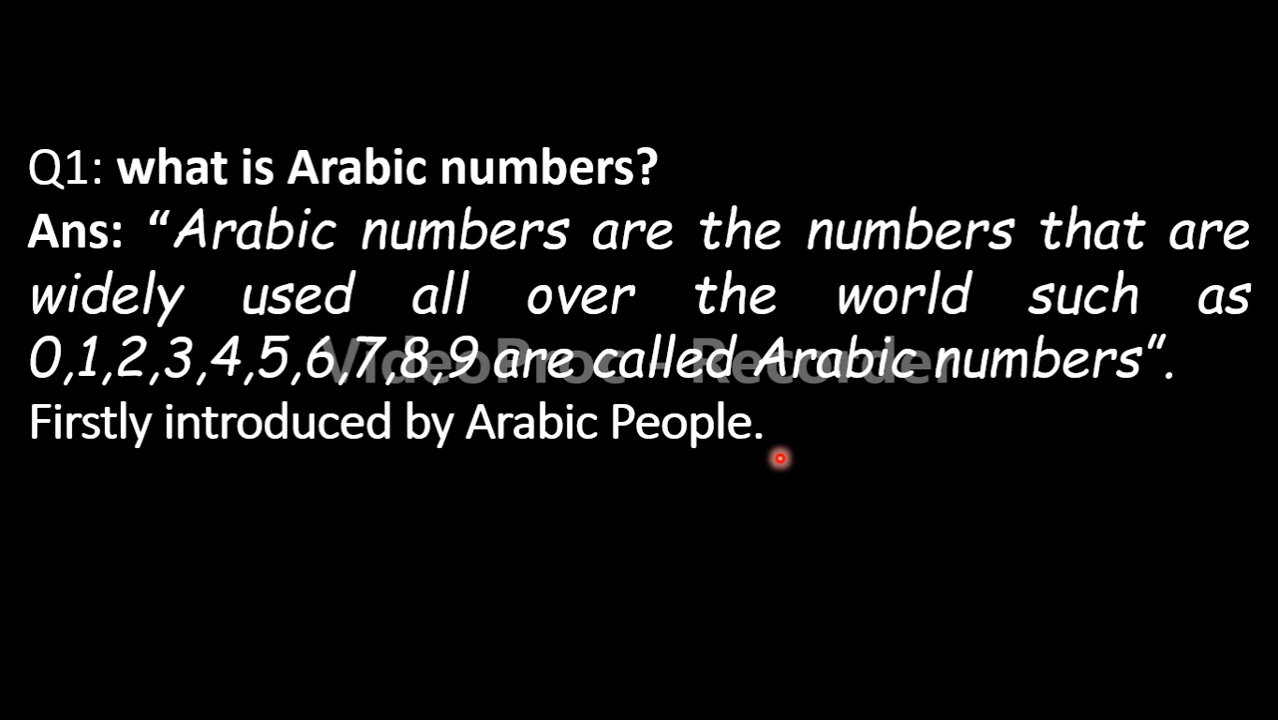 Q1: what is Arabic numbers?
Ans: “Arabic numbers are the numbers that are
widely used all over the world such as
0,1,2,3,4,5,6,7,8,9 are called Arabic numbers”.
VideoProc - Recorder
Firstly introduced by Arabic People.